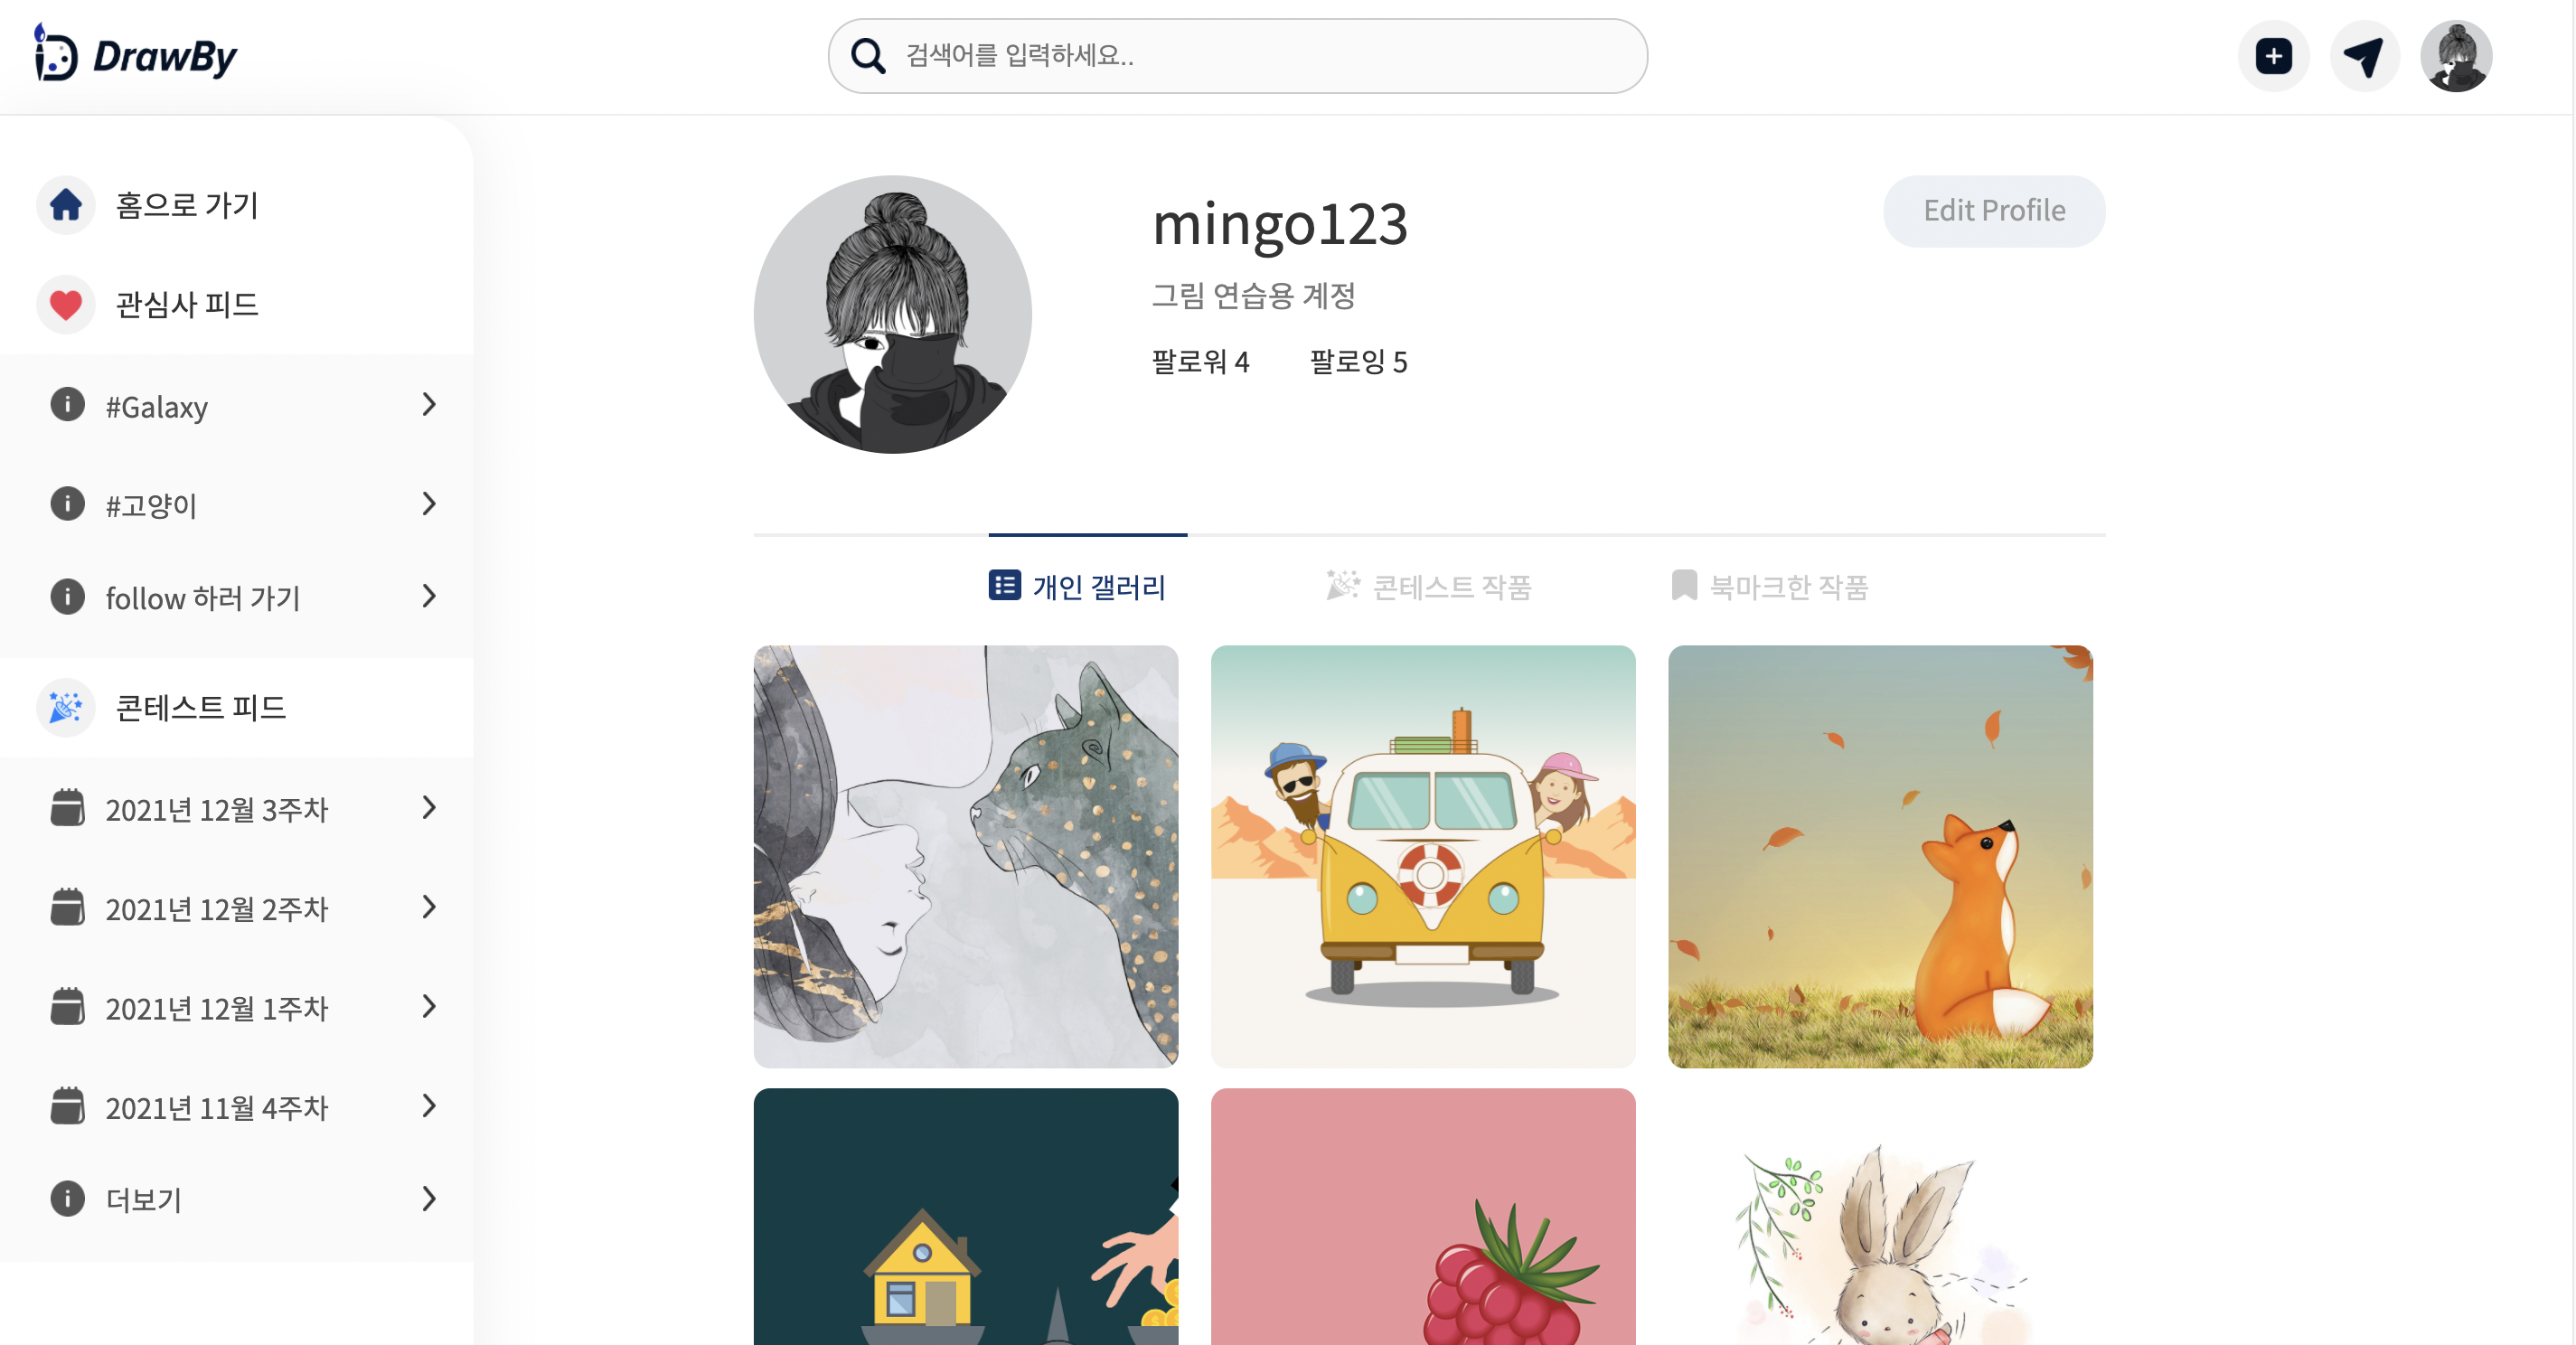 DrawBy
검색어를 입력하세요..
홈으로 가기
관심사 피드
#Galaxy
#고양이
follow 하러 가기
콘테스트 피드
2021년 12월 3주차
2021년 12월 2주차
2021년 12월 1주차
2021년 11월 4주차
더보기
mingo123
Edit Profile
그림 연습용 계정
팔로워 4 팔로잉 5
개인 갤러리 콘테스트 작품 북마크한 작품